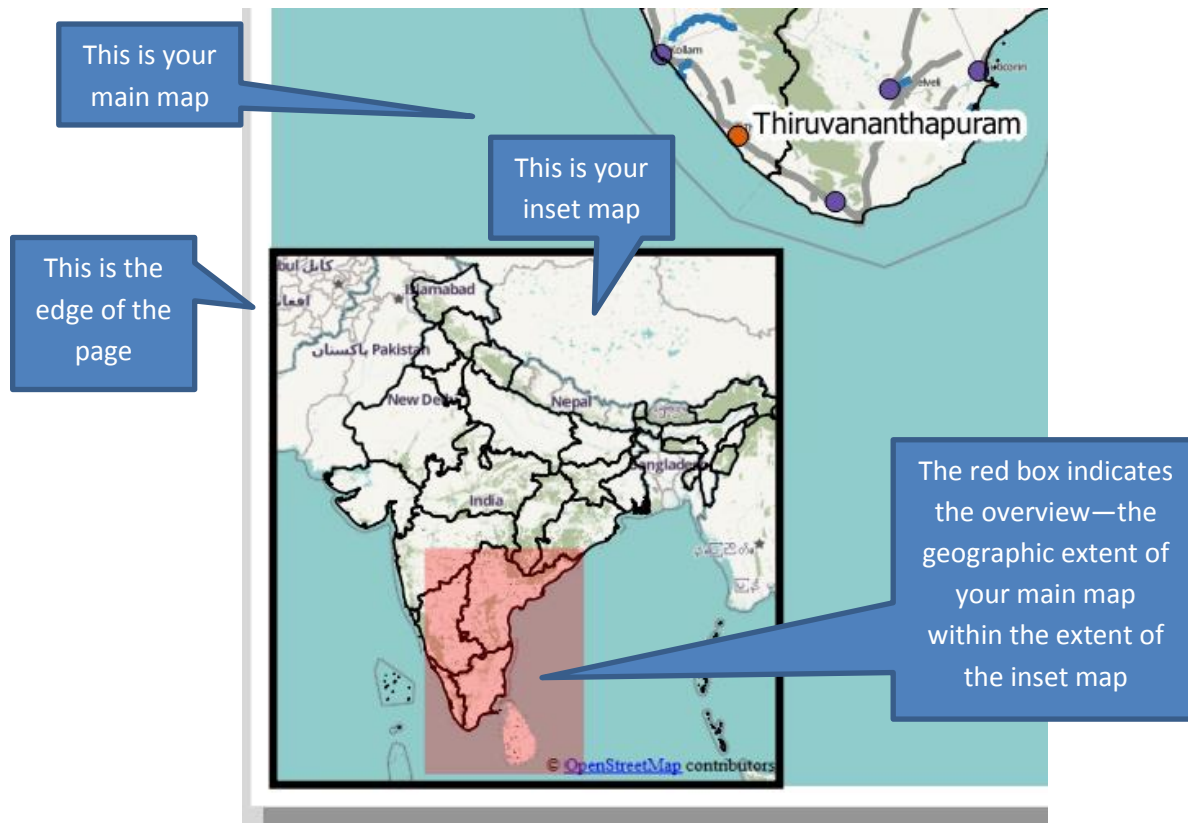 This is your
main map
Kollam
Thiruvananthapuram
This is your
inset map
This is the
edge of the
page
Islamabad
پاکستان Pakistan
New Delhi
Nepal
Bangladesh
India
The red box indicates
the overview—the
geographic extent of
your main map
within the extent of
the inset map
© OpenStreetMap contributors